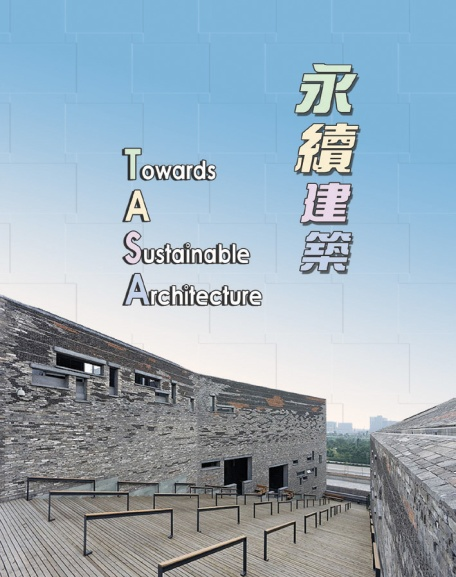 永續建築
Towards
A
Sustainable
Architecture